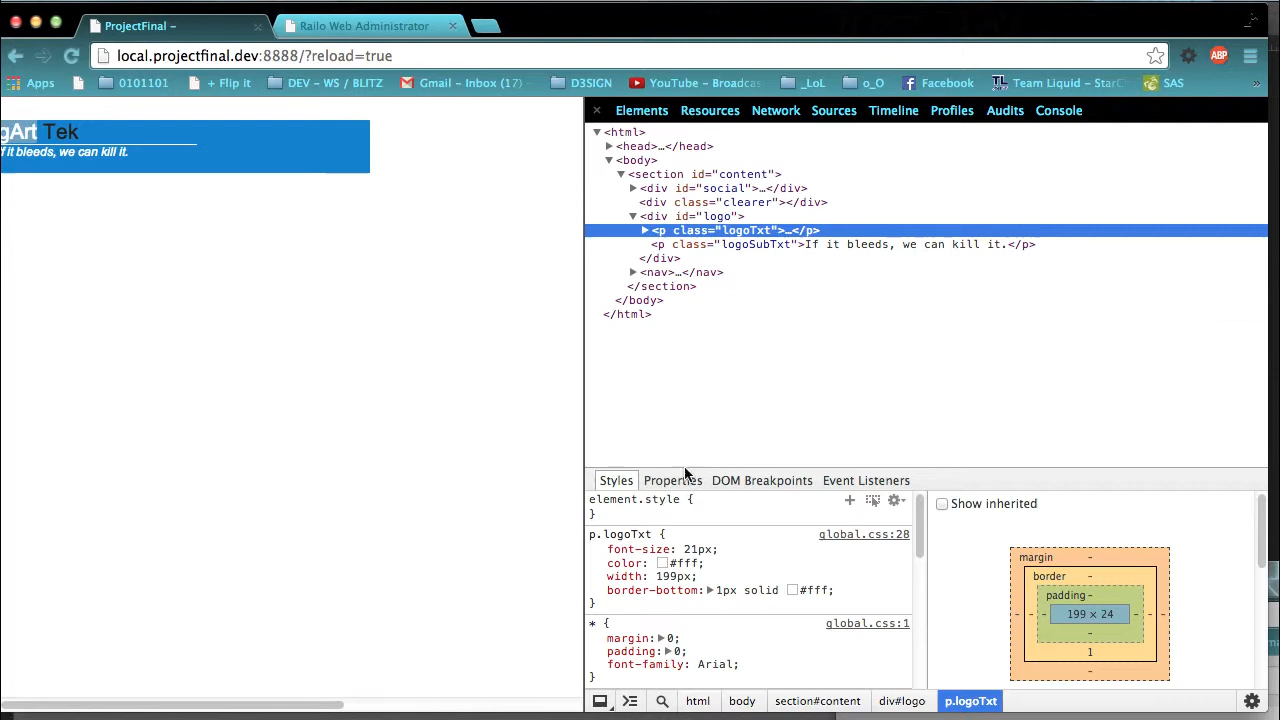 ProjectFinal –
Railo Web Administrator
local.projectfinal.dev:8888/?reload=true
ABP
Apps
0101101
+ Flip it
DEV – WS / BLITZ
Gmail – Inbox (17)
D3SIGN
YouTube – Broadcas
_LoL
o_O
Facebook
TL
Team Liquid – StarC
SAS
»
Elements
Resources
Network
Sources
Timeline
Profiles
Audits
Console
gArt Tek
f it bleeds, we can kill it.
<html>
<head>…</head>
<body>
<section id="content">
<div id="social">…</div>
<div class="clearer"></div>
<div id="logo">
<p class="logoTxt">…</p>
<p class="logoSubTxt">If it bleeds, we can kill it.</p>
</div>
<nav>…</nav>
</section>
</body>
</html>
Styles
Properties
DOM Breakpoints
Event Listeners
element.style {
}
p.logoTxt {
global.css:28
font-size: 21px;
color: #fff;
width: 199px;
border-bottom: 1px solid #fff;
}
* {
global.css:1
margin: 0;
padding: 0;
font-family: Arial;
}
Show inherited
margin -
border -
padding -
- - - 199 × 24 - - -
-
1
-
html
body
section#content
div#logo
p.logoTxt